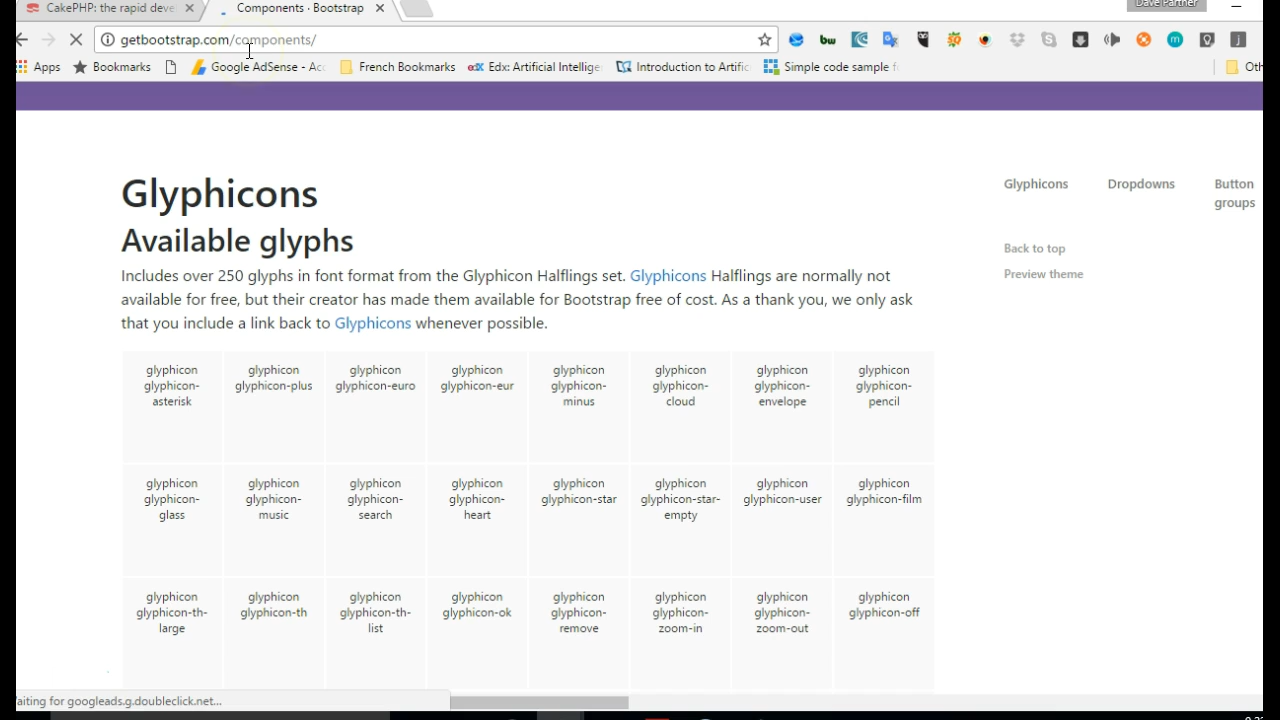 CakePHP: the rapid deve
Components · Bootstrap
Dave Partner
getbootstrap.com/components/
Apps
Bookmarks
Google AdSense - Acc
French Bookmarks
Edx: Artificial Intellige
Introduction to Artific
Simple code sample f
Oth
Glyphicons
Dropdowns
Button
groups
Back to top
Preview theme
Glyphicons
Available glyphs
Includes over 250 glyphs in font format from the Glyphicon Halflings set. Glyphicons Halflings are normally not
available for free, but their creator has made them available for Bootstrap free of cost. As a thank you, we only ask
that you include a link back to Glyphicons whenever possible.
glyphicon
glyphicon-
asterisk
glyphicon
glyphicon-plus
glyphicon
glyphicon-euro
glyphicon
glyphicon-eur
glyphicon
glyphicon-
minus
glyphicon
glyphicon-
cloud
glyphicon
glyphicon-
envelope
glyphicon
glyphicon-
pencil
glyphicon
glyphicon-
glass
glyphicon
glyphicon-
music
glyphicon
glyphicon-
search
glyphicon
glyphicon-
heart
glyphicon
glyphicon-star
glyphicon
glyphicon-star-
empty
glyphicon
glyphicon-user
glyphicon
glyphicon-film
glyphicon
glyphicon-th-
large
glyphicon
glyphicon-th
glyphicon
glyphicon-th-
list
glyphicon
glyphicon-ok
glyphicon
glyphicon-
remove
glyphicon
glyphicon-
zoom-in
glyphicon
glyphicon-
zoom-out
glyphicon
glyphicon-off
aiting for googleads.g.doubleclick.net...